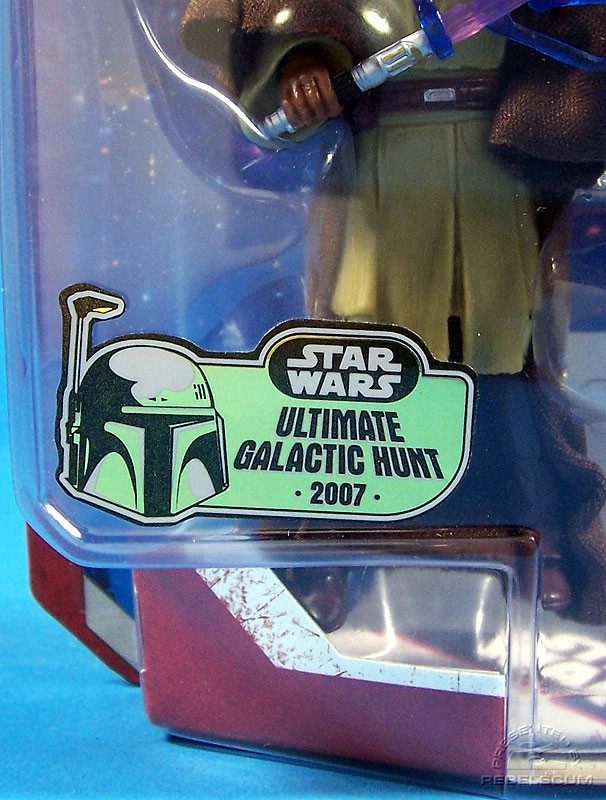 STAR
WARS
ULTIMATE
GALACTIC HUNT
· 2007 ·
PRESENTED BY
REBELSCUM